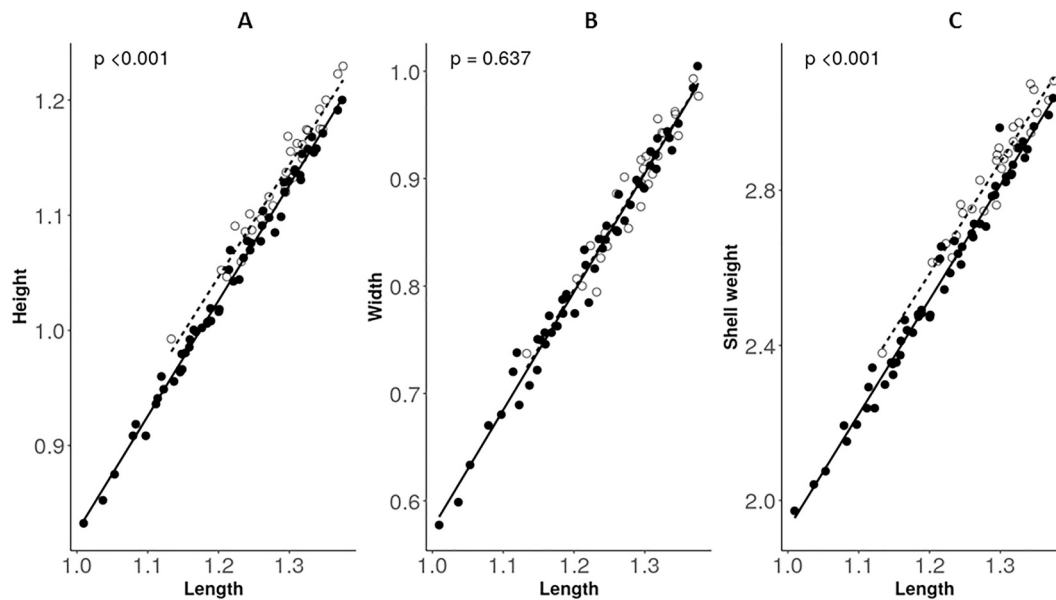 A
p <0.001
Height
1.2
1.1
1.0
0.9
1.0 1.1 1.2 1.3
Length
B
p = 0.637
Width
1.0
0.9
0.8
0.7
0.6
1.0 1.1 1.2 1.3
Length
C
p <0.001
Shell weight
2.8
2.4
2.0
1.0 1.1 1.2 1.3
Length